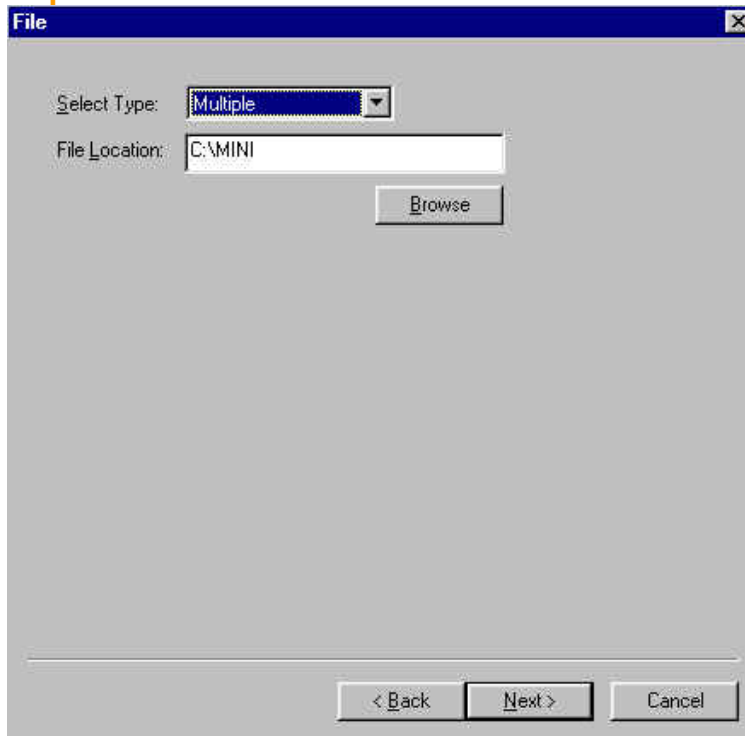 File
Select Type: Multiple
File Location: C:\MINI
Browse
< Back Next > Cancel